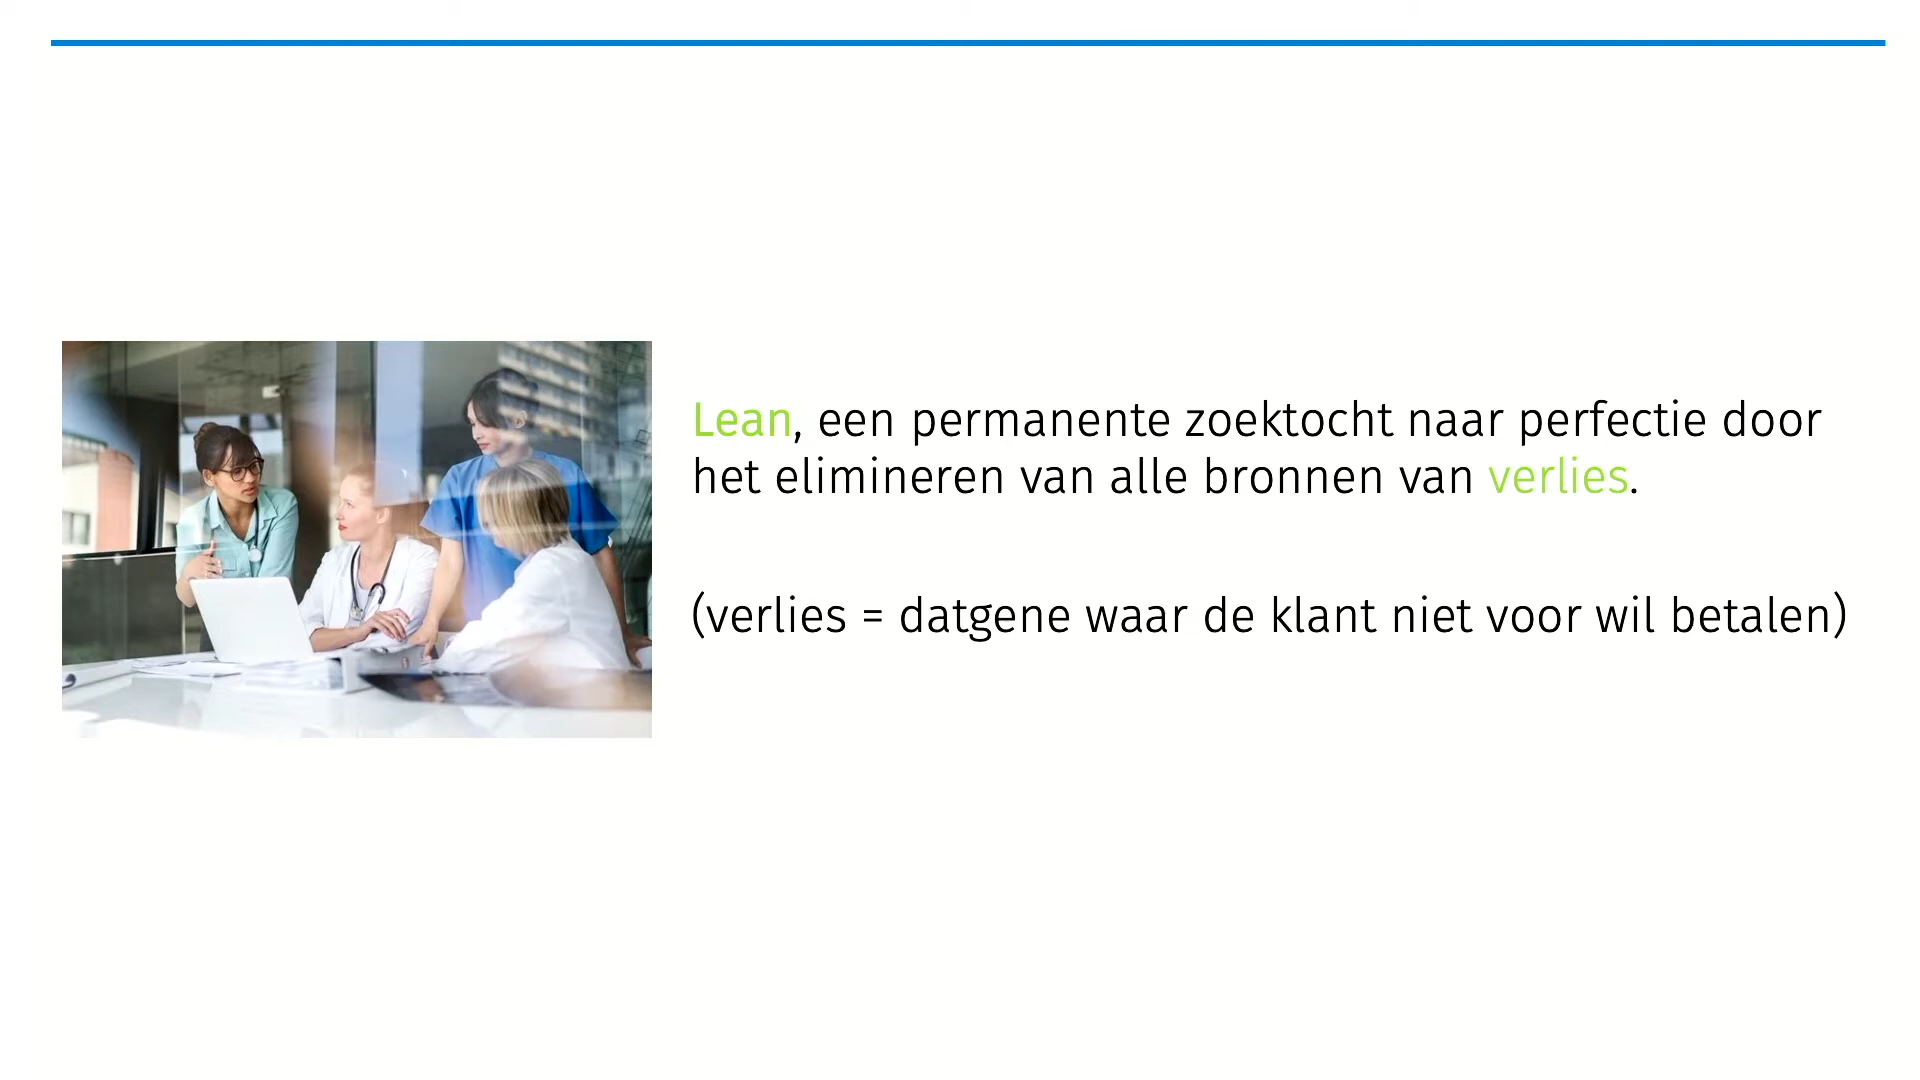 Lean, een permanente zoektocht naar perfectie door
het elimineren van alle bronnen van verlies.
(verlies = datgene waar de klant niet voor wil betalen)